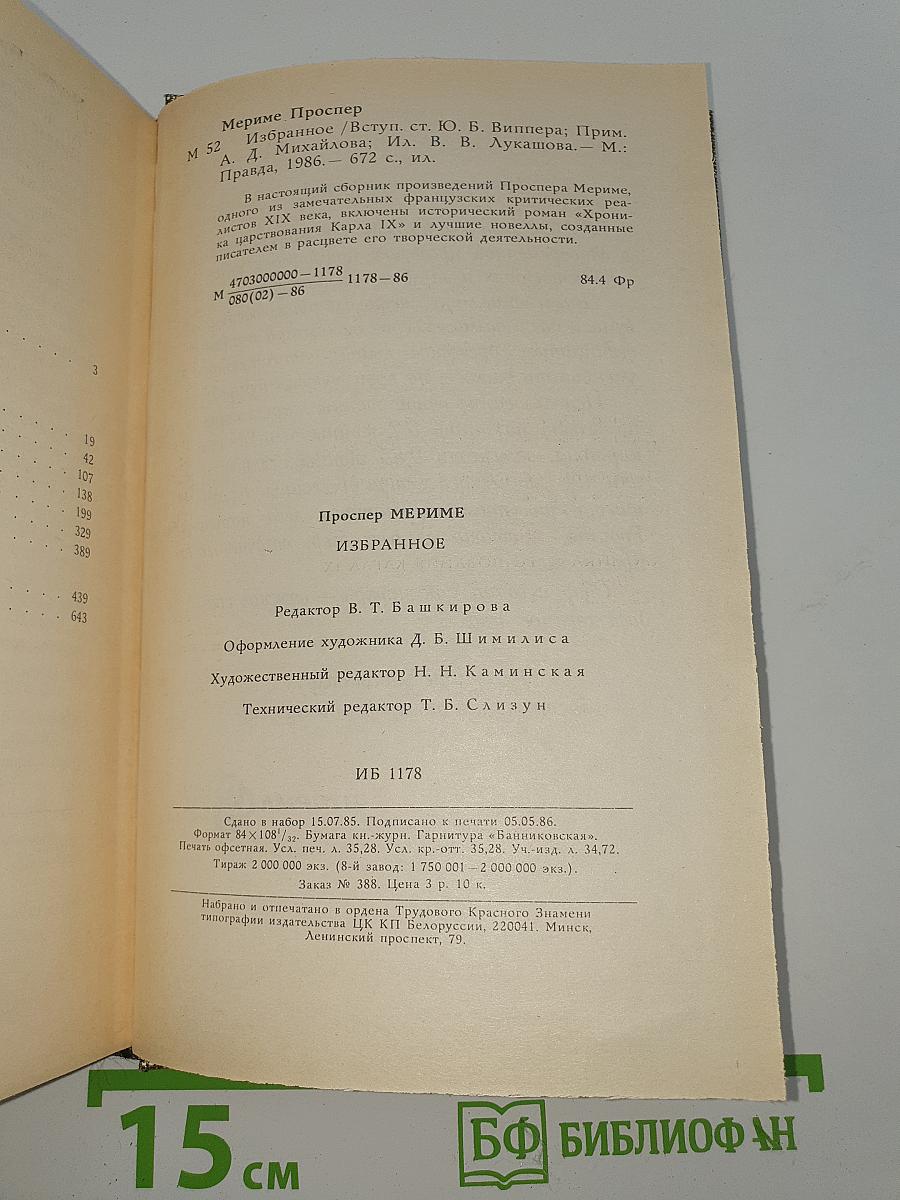 3
19
42
107
138
199
329
389
439
643
Мериме Проспер
М 52 Избранное /Вступ. ст. Ю. Б. Виппера; Прим.
А. Д. Михайлова; Ил. В. В. Лукашова.— М.:
Правда, 1986.— 672 с., ил.
В настоящий сборник произведений Проспера Мериме,
одного из замечательных французских критических реа-
листов XIX века, включены исторический роман «Хрони-
ка царствования Карла IX» и лучшие новеллы, созданные
писателем в расцвете его творческой деятельности.
М 4703000000—1178
080(02)—86 1178—86 84.4 Фр
Проспер МЕРИМЕ
ИЗБРАННОЕ
Редактор В. Т. Башкирова
Оформление художника Д. Б. Шимилиса
Художественный редактор Н. Н. Каминская
Технический редактор Т. Б. Слизун
ИБ 1178
Сдано в набор 15.07.85. Подписано к печати 05.05.86.
Формат 84×108¹/₃₂. Бумага кн.-журн. Гарнитура «Банниковская».
Печать офсетная. Усл. печ. л. 35,28. Усл. кр.-отт. 35,28. Уч.-изд. л. 34,72.
Тираж 2 000 000 экз. (8-й завод: 1 750 001—2 000 000 экз.).
Заказ № 388. Цена 3 р. 10 к.
Набрано и отпечатано в ордена Трудового Красного Знамени
типографии издательства ЦК КП Белоруссии, 220041. Минск,
Ленинский проспект, 79.
15 см
БФ БИБЛИОФАН